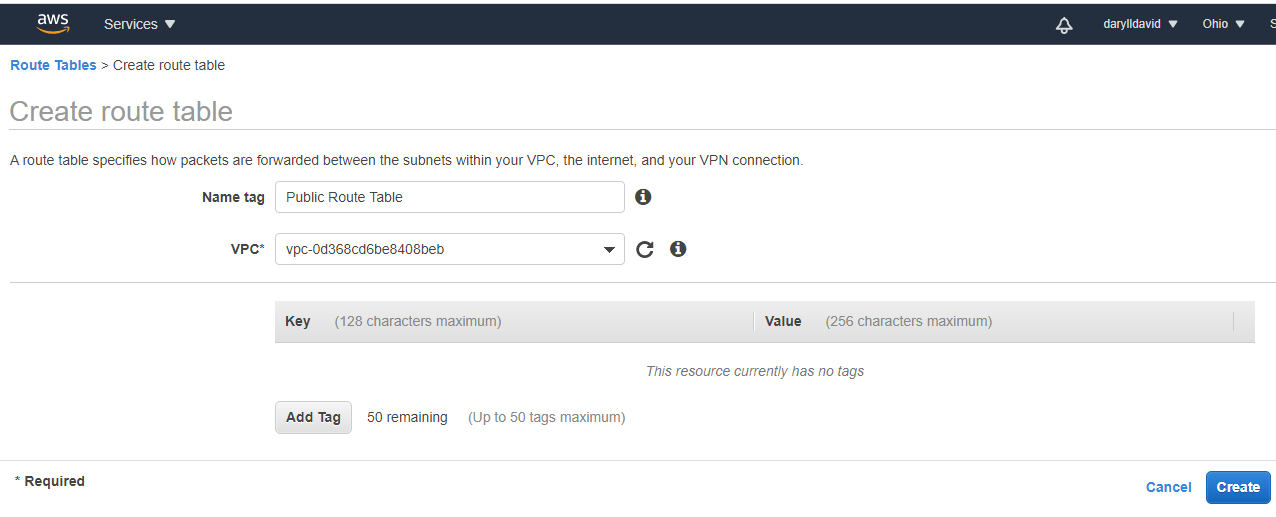 aws Services darylldavid Ohio S
Route Tables > Create route table
Create route table
A route table specifies how packets are forwarded between the subnets within your VPC, the internet, and your VPN connection.
Name tag Public Route Table
VPC* vpc-0d368cd6be8408beb
Key (128 characters maximum) Value (256 characters maximum)
This resource currently has no tags
Add Tag 50 remaining (Up to 50 tags maximum)
* Required
Cancel Create